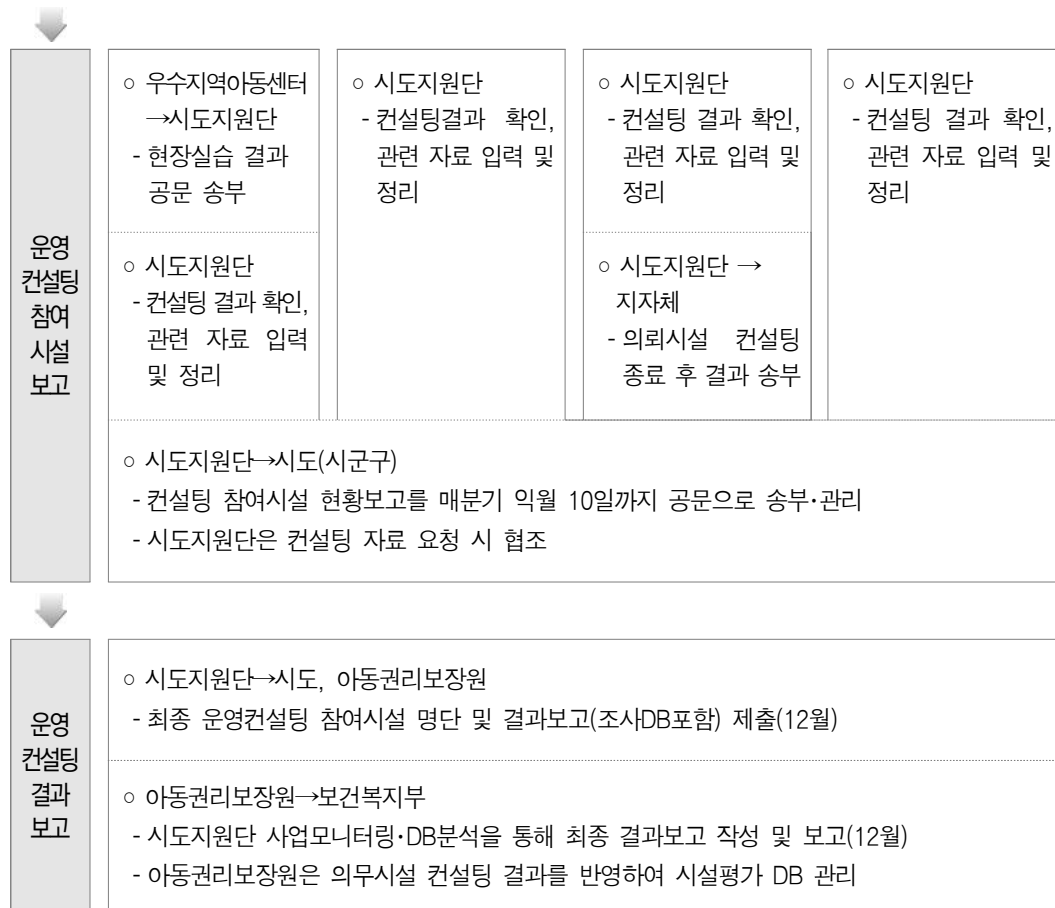 운영
컨설팅
참여
시설
보고
○ 우수지역아동센터
→시도지원단
- 현장실습 결과
공문 송부
○ 시도지원단
- 컨설팅 결과 확인,
관련 자료 입력
및 정리
○ 시도지원단
- 컨설팅결과 확인,
관련 자료 입력 및
정리
○ 시도지원단
- 컨설팅 결과 확인,
관련 자료 입력 및
정리
○ 시도지원단 →
지자체
- 의뢰시설 컨설팅
종료 후 결과 송부
○ 시도지원단
- 컨설팅 결과 확인,
관련 자료 입력 및
정리
○ 시도지원단→시도(시군구)
- 컨설팅 참여시설 현황보고를 매분기 익월 10일까지 공문으로 송부·관리
- 시도지원단은 컨설팅 자료 요청 시 협조
운영
컨설팅
결과
보고
○ 시도지원단→시도, 아동권리보장원
- 최종 운영컨설팅 참여시설 명단 및 결과보고(조사DB포함) 제출(12월)
○ 아동권리보장원→보건복지부
- 시도지원단 사업모니터링·DB분석을 통해 최종 결과보고 작성 및 보고(12월)
- 아동권리보장원은 의무시설 컨설팅 결과를 반영하여 시설평가 DB 관리